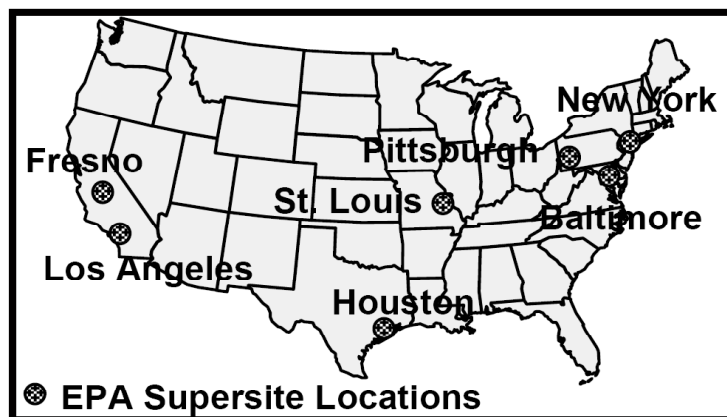 New York
Pittsburgh
Fresno
St. Louis
Baltimore
Los Angeles
Houston
EPA Supersite Locations